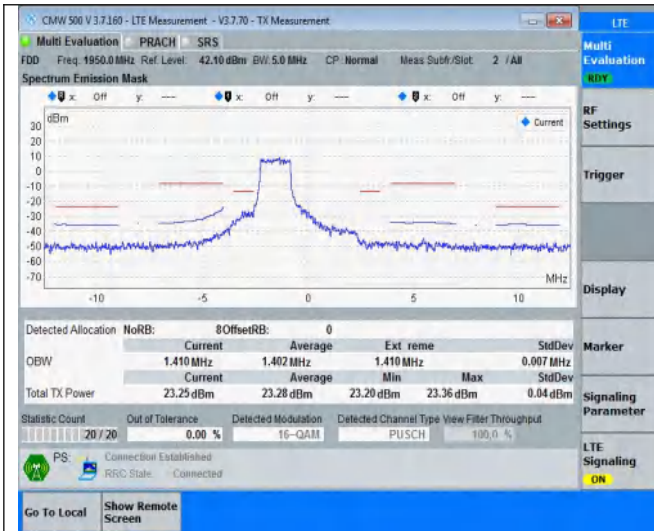 CMW 500 V 3.7.160 - LTE Measurement - V3.7.70 - TX Measurement
LTE
Multi Evaluation PRACH SRS
FDD Freq: 1950.0 MHz Ref. Level: 42.10 dBm BW: 5.0 MHz CP: Normal Meas Subfr./Slot: 2 / All
Spectrum Emission Mask
x: Off y: --- x: Off y: --- x: Off y: ---
dBm
Current
30
20
10
0
-10
-20
-30
-40
-50
-60
-70
MHz
-10 -5 0 5 10
Detected Allocation NoRB: 8 OffsetRB: 0
Current Average Ext reme StdDev
OBW 1.410 MHz 1.402 MHz 1.410 MHz 0.007 MHz
Current Average Min Max StdDev
Total TX Power 23.25 dBm 23.28 dBm 23.20 dBm 23.36 dBm 0.04 dBm
Statistic Count Out of Tolerance Detected Modulation Detected Channel Type View Filter Throughput
20 / 20 0.00 % 16-QAM PUSCH 100.0 %
PS: Connection Established
RRC State: Connected
Go To Local
Show Remote
Screen
Multi
Evaluation
RDY
RF
Settings
Trigger
Display
Marker
Signaling
Parameter
LTE
Signaling
ON